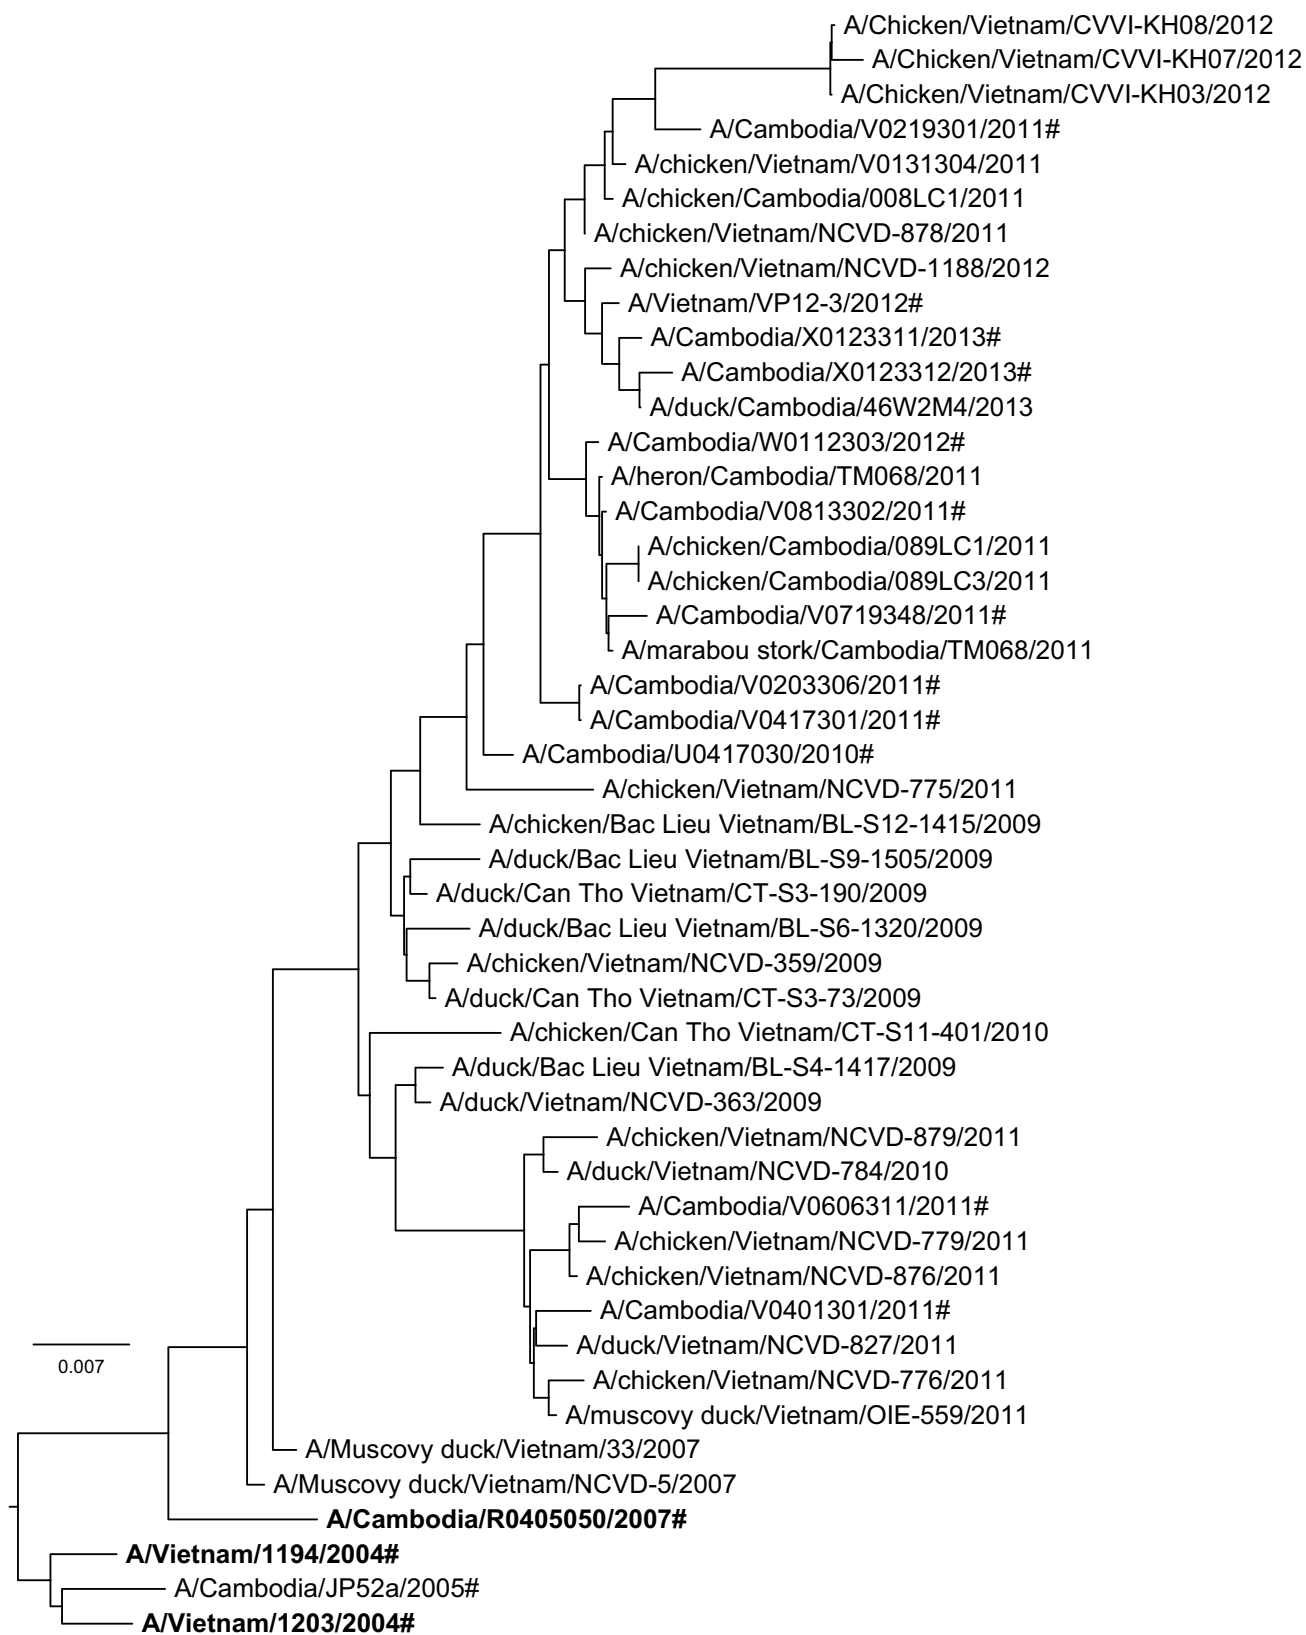 A/Chicken/Vietnam/CVVI-KH08/2012
A/Chicken/Vietnam/CVVI-KH07/2012
A/Chicken/Vietnam/CVVI-KH03/2012
A/Cambodia/V0219301/2011#
A/chicken/Vietnam/V0131304/2011
A/chicken/Cambodia/008LC1/2011
A/chicken/Vietnam/NCVD-878/2011
A/chicken/Vietnam/NCVD-1188/2012
A/Vietnam/VP12-3/2012#
A/Cambodia/X0123311/2013#
A/Cambodia/X0123312/2013#
A/duck/Cambodia/46W2M4/2013
A/Cambodia/W0112303/2012#
A/heron/Cambodia/TM068/2011
A/Cambodia/V0813302/2011#
A/chicken/Cambodia/089LC1/2011
A/chicken/Cambodia/089LC3/2011
A/Cambodia/V0719348/2011#
A/marabou stork/Cambodia/TM068/2011
A/Cambodia/V0203306/2011#
A/Cambodia/V0417301/2011#
A/Cambodia/U0417030/2010#
A/chicken/Vietnam/NCVD-775/2011
A/chicken/Bac Lieu Vietnam/BL-S12-1415/2009
A/duck/Bac Lieu Vietnam/BL-S9-1505/2009
A/duck/Can Tho Vietnam/CT-S3-190/2009
A/duck/Bac Lieu Vietnam/BL-S6-1320/2009
A/chicken/Vietnam/NCVD-359/2009
A/duck/Can Tho Vietnam/CT-S3-73/2009
A/chicken/Can Tho Vietnam/CT-S11-401/2010
A/duck/Bac Lieu Vietnam/BL-S4-1417/2009
A/duck/Vietnam/NCVD-363/2009
A/chicken/Vietnam/NCVD-879/2011
A/duck/Vietnam/NCVD-784/2010
A/Cambodia/V0606311/2011#
A/chicken/Vietnam/NCVD-779/2011
A/chicken/Vietnam/NCVD-876/2011
A/Cambodia/V0401301/2011#
A/duck/Vietnam/NCVD-827/2011
0.007
A/chicken/Vietnam/NCVD-776/2011
A/muscovy duck/Vietnam/OIE-559/2011
A/Muscovy duck/Vietnam/33/2007
A/Muscovy duck/Vietnam/NCVD-5/2007
A/Cambodia/R0405050/2007#
A/Vietnam/1194/2004#
A/Cambodia/JP52a/2005#
A/Vietnam/1203/2004#